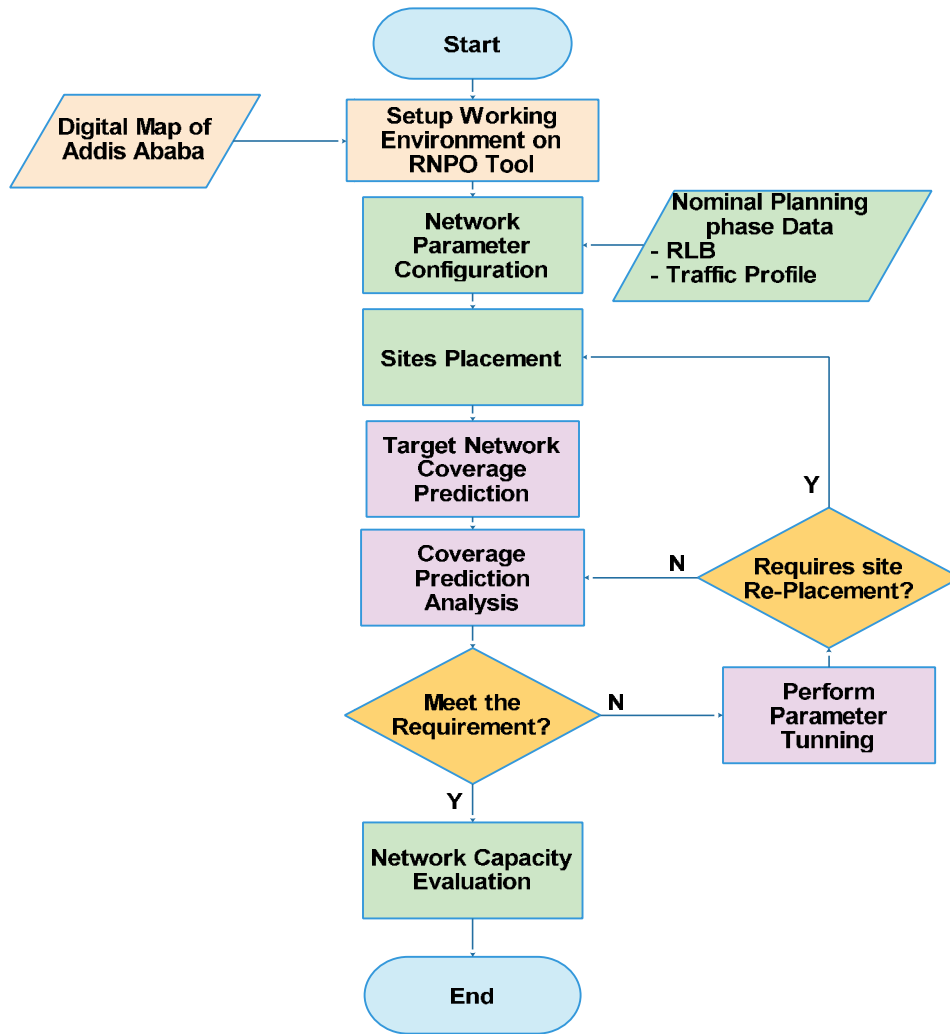 Start
Digital Map of
Addis Ababa
Setup Working
Environment on
RNPO Tool
Network
Parameter
Configuration
Nominal Planning
phase Data
- RLB
- Traffic Profile
Sites Placement
Target Network
Coverage
Prediction
Y
Coverage
Prediction
Analysis
N
Requires site
Re-Placement?
Meet the
Requirement?
N
Perform
Parameter
Tunning
Y
Network Capacity
Evaluation
End